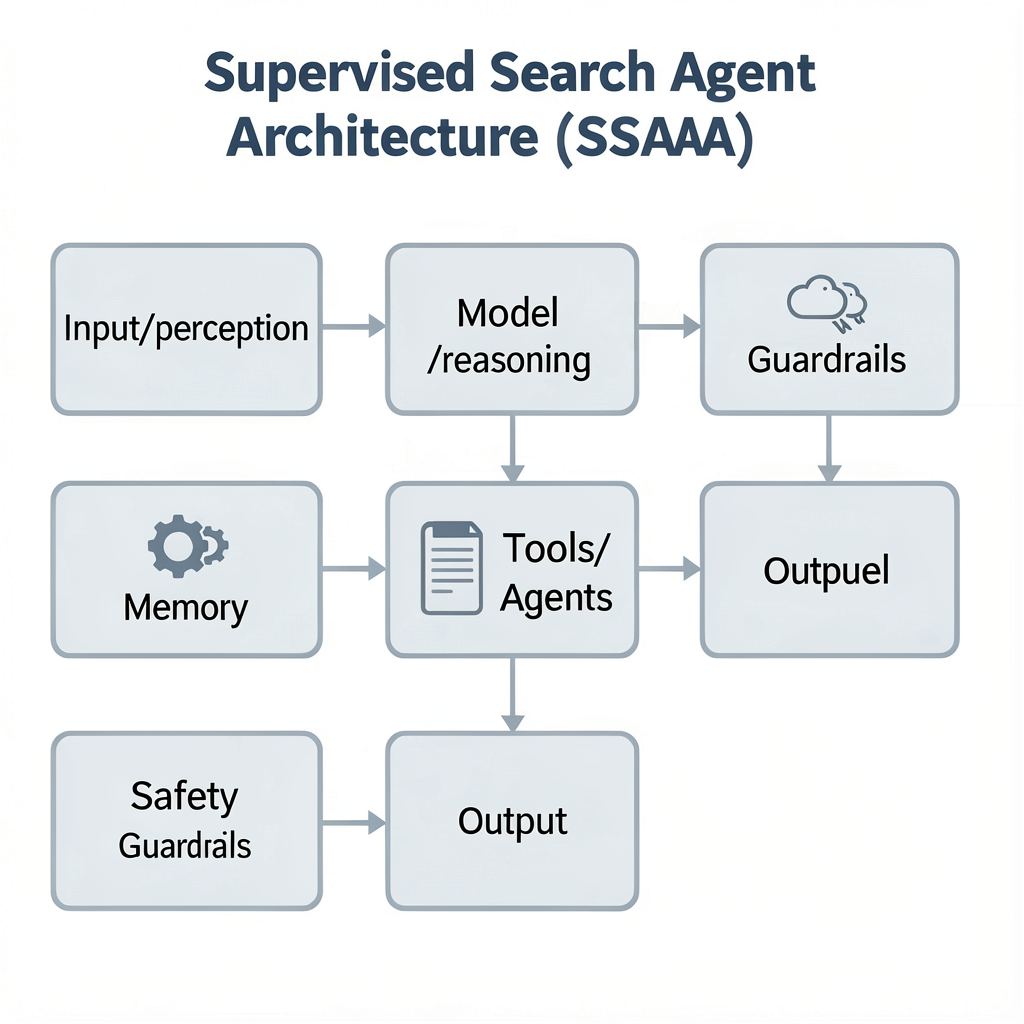 Supervised Search Agent
Architecture (SSAAA)
Input/perception
Model
/reasoning
Guardrails
Memory
Tools/
Agents
Outpuel
Safety
Guardrals
Output